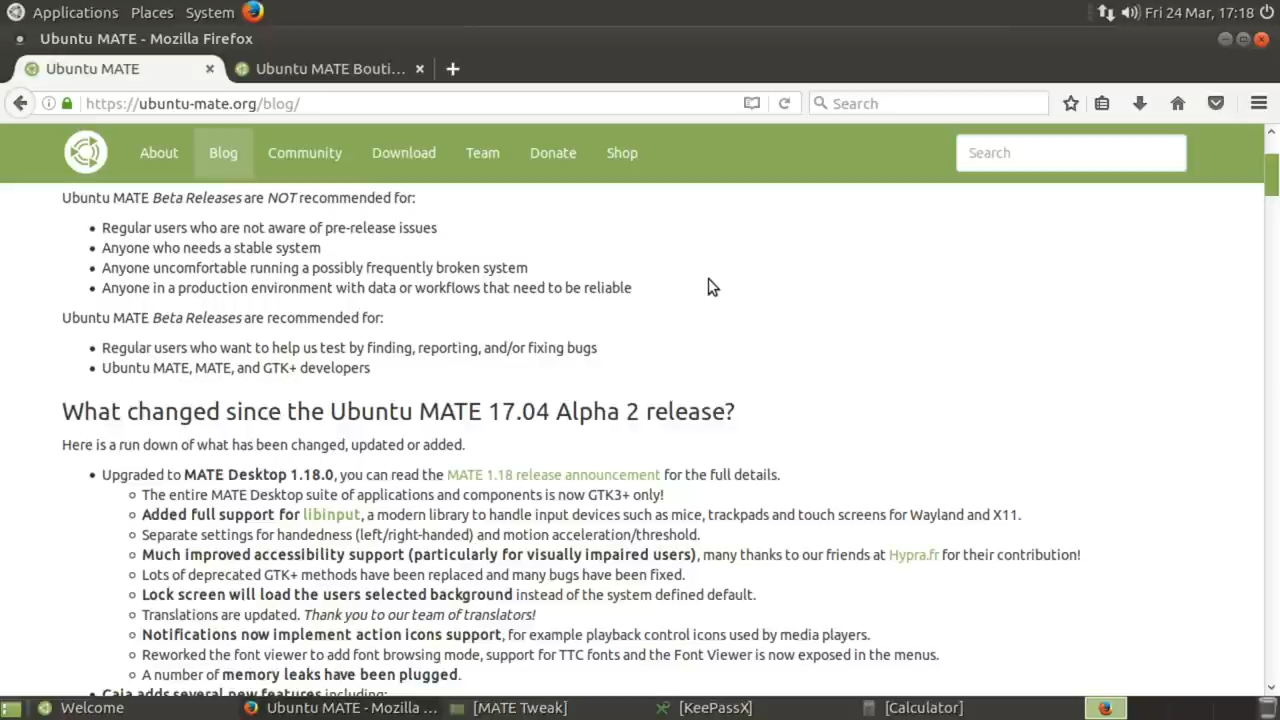 Applications Places System Fri 24 Mar, 17:18
Ubuntu MATE - Mozilla Firefox
Ubuntu MATE × Ubuntu MATE Bouti... × +
https://ubuntu-mate.org/blog/ Search
About Blog Community Download Team Donate Shop Search
Ubuntu MATE Beta Releases are NOT recommended for:
• Regular users who are not aware of pre-release issues
• Anyone who needs a stable system
• Anyone uncomfortable running a possibly frequently broken system
• Anyone in a production environment with data or workflows that need to be reliable
Ubuntu MATE Beta Releases are recommended for:
• Regular users who want to help us test by finding, reporting, and/or fixing bugs
• Ubuntu MATE, MATE, and GTK+ developers
What changed since the Ubuntu MATE 17.04 Alpha 2 release?
Here is a run down of what has been changed, updated or added.
• Upgraded to MATE Desktop 1.18.0, you can read the MATE 1.18 release announcement for the full details.
◦ The entire MATE Desktop suite of applications and components is now GTK3+ only!
◦ Added full support for libinput, a modern library to handle input devices such as mice, trackpads and touch screens for Wayland and X11.
◦ Separate settings for handedness (left/right-handed) and motion acceleration/threshold.
◦ Much improved accessibility support (particularly for visually impaired users), many thanks to our friends at Hypra.fr for their contribution!
◦ Lots of deprecated GTK+ methods have been replaced and many bugs have been fixed.
◦ Lock screen will load the users selected background instead of the system defined default.
◦ Translations are updated. Thank you to our team of translators!
◦ Notifications now implement action icons support, for example playback control icons used by media players.
◦ Reworked the font viewer to add font browsing mode, support for TTC fonts and the Font Viewer is now exposed in the menus.
◦ A number of memory leaks have been plugged.
• Caja adds several new features including:
Welcome Ubuntu MATE - Mozilla ... [MATE Tweak] [KeePassX] [Calculator]